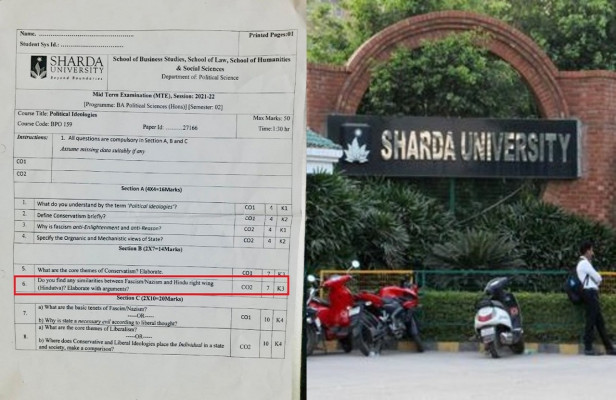 Name.
Printed Pages:01
Student Sys Id.:
SHARDA
UNIVERSITY
Beyond Boundaries
School of Business Studies, School of Law, School of Humanities
& Social Sciences
Department of: Political Science
Mid Term Examination (MTE), Session: 2021-22
[Programme: BA Political Sciences (Hons)] [Semester: 02]
Course Title: Political Ideologies
Max Marks: 50
Course Code: BPO 159
Paper Id: 27166
Time:1:30 hr
Instructions: 1. All questions are compulsory in Section A, B and C
Assume missing data suitably if any
CO1
CO2
Section A (4X4=16Marks)
1. What do you understand by the term 'Political ideologies'? CO1 4 K1
2. Define Conservatism briefly? CO1 4 K2
3. Why is fascism anti-Enlightenment and anti-Reason? CO2 4 K1
4. Specify the Orgnanic and Mechanistic views of State? CO2 4 K2
Section B (2X7=14Marks)
5. What are the core themes of Conservatism? Elaborate. CO1 7
6. Do you find any similarities between Fascism/Nazism and Hindu right wing
(Hindutva)? Elaborate with arguments? CO2 7 K3
Section C (2X10=20Marks)
7. a) What are the basic tenets of Fascism/Nazism?
-----OR-----
b) Why is state a necessary evil according to liberal thought? CO1 10 K4
8. a) What are the core themes of Liberalism?
-----OR-----
b) Where does Conservative and Liberal Ideologies place the Individual in a state
and society, make a comparison? CO2 10 K4
SHARDA UNIVERSITY